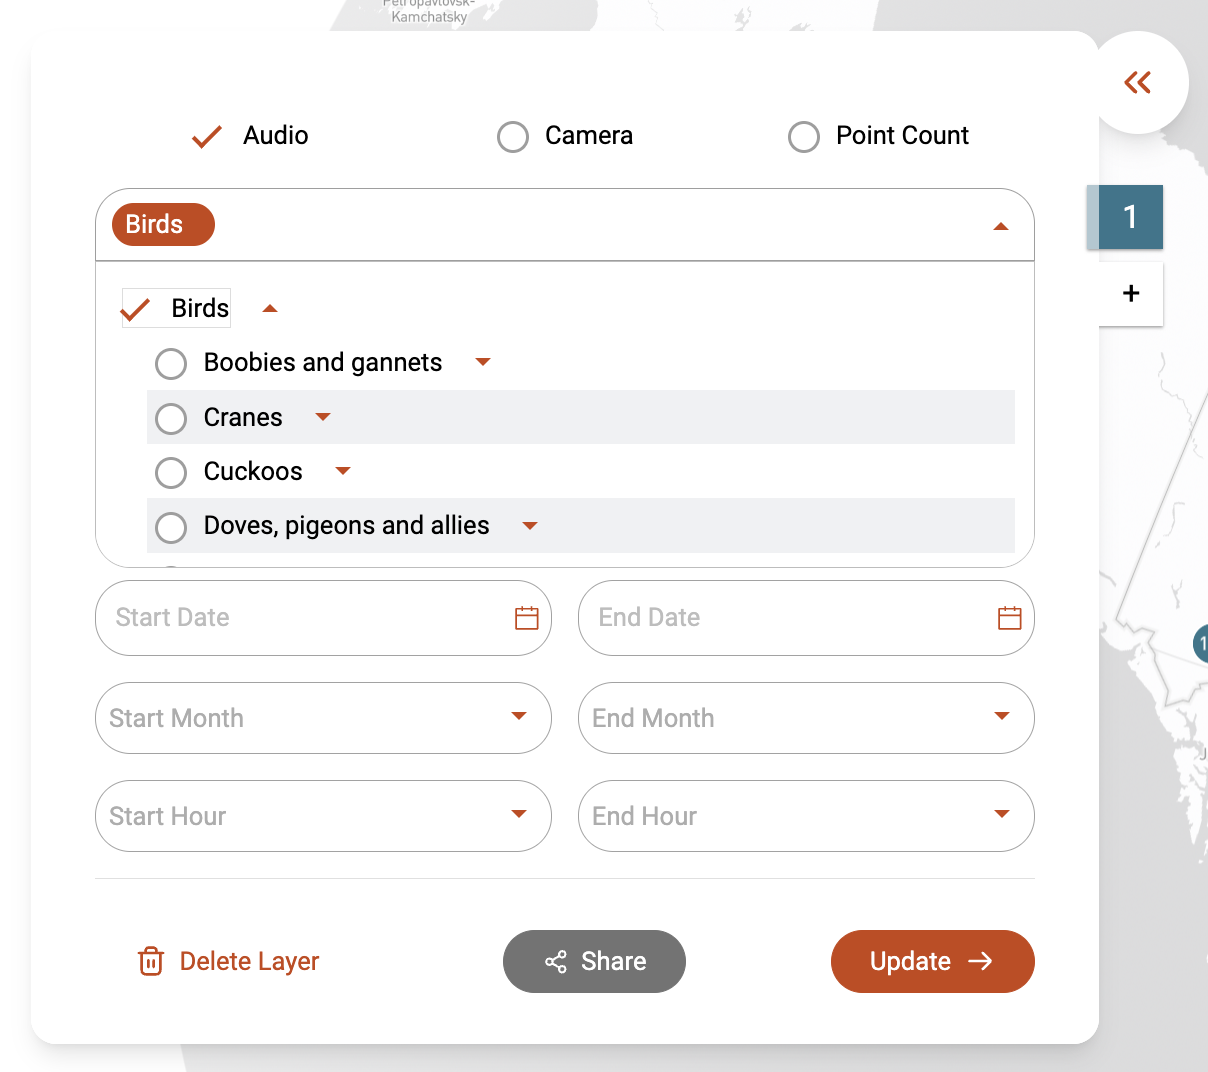 Petropavlovsk-
Kamchatsky
Audio
Camera
Point Count
Birds
1
+
Birds
Boobies and gannets
Cranes
Cuckoos
Doves, pigeons and allies
Start Date
End Date
Start Month
End Month
Start Hour
End Hour
Delete Layer
Share
Update